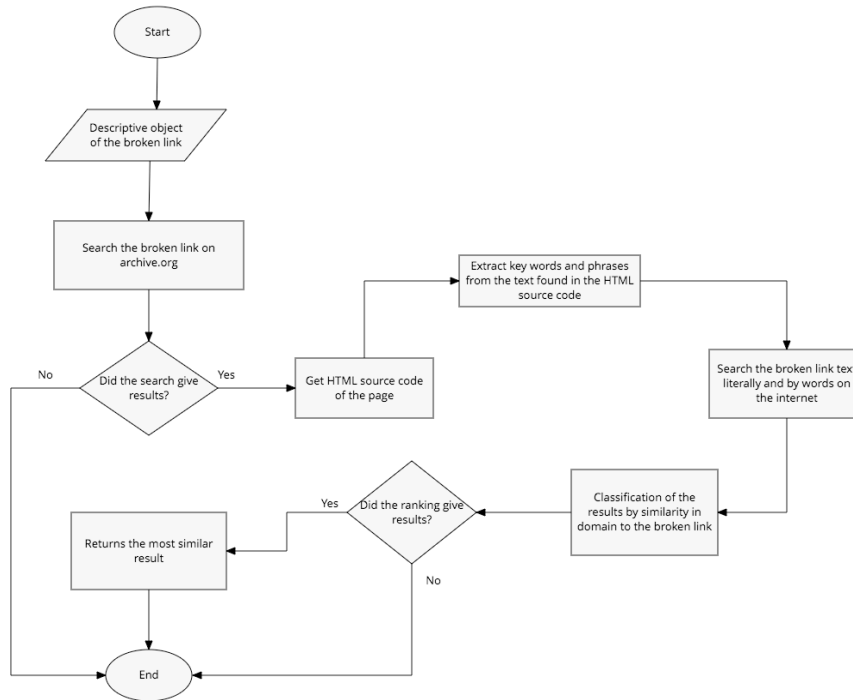 Start
Descriptive object
of the broken link
Search the broken link on
archive.org
Did the search give
results?
No
Yes
Get HTML source code
of the page
Extract key words and phrases
from the text found in the HTML
source code
Search the broken link text
literally and by words on
the internet
Classification of the
results by similarity in
domain to the broken link
Did the ranking give
results?
Yes
No
Returns the most similar
result
End